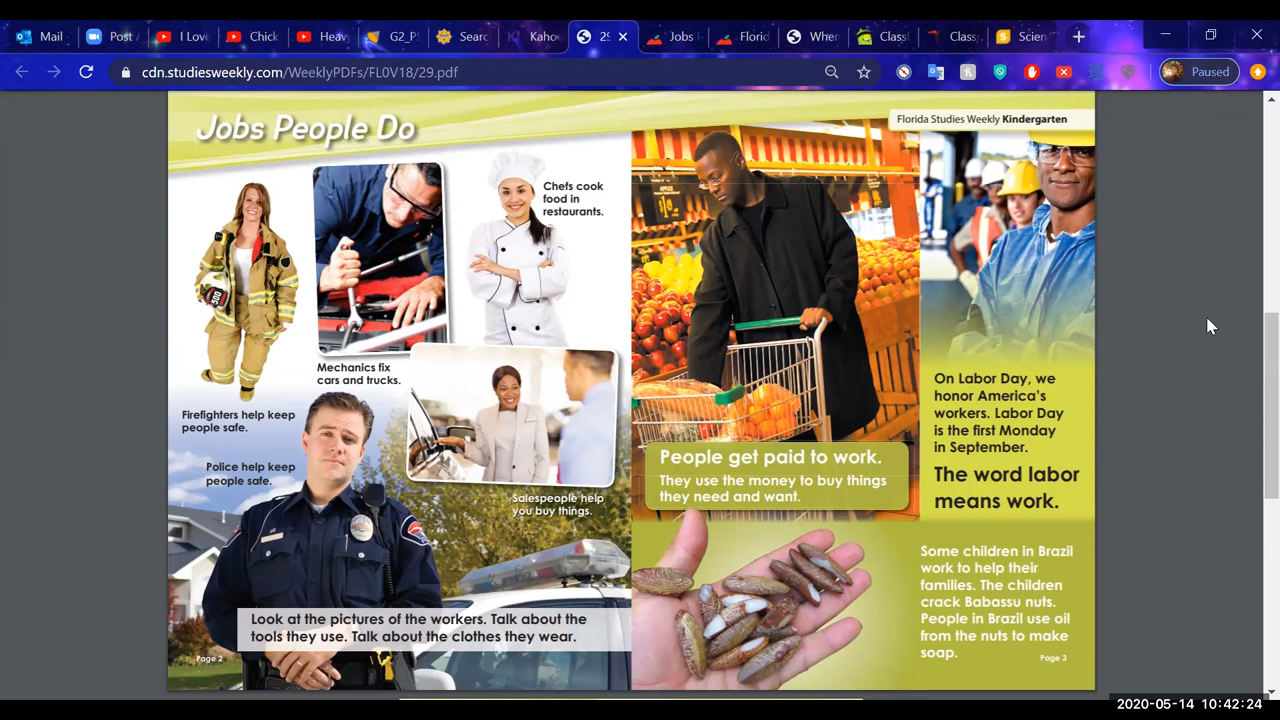 Mail
Post
I Love
Chick
Heav
G2_P
Searc
Kaho
29
Jobs I
Florid
Wher
Class
Class
Scien
cdn.studiesweekly.com/WeeklyPDFs/FL0V18/29.pdf
Paused
Jobs People Do
Florida Studies Weekly Kindergarten
Chefs cook
food in
restaurants.
500
Mechanics fix
cars and trucks.
Firefighters help keep
people safe.
Police help keep
people safe.
Salespeople help
you buy things.
Look at the pictures of the workers. Talk about the
tools they use. Talk about the clothes they wear.
Page 2
People get paid to work.
They use the money to buy things
they need and want.
On Labor Day, we
honor America's
workers. Labor Day
is the first Monday
in September.
The word labor
means work.
Some children in Brazil
work to help their
families. The children
crack Babassu nuts.
People in Brazil use oil
from the nuts to make
soap.
Page 3
2020-05-14 10:42:24